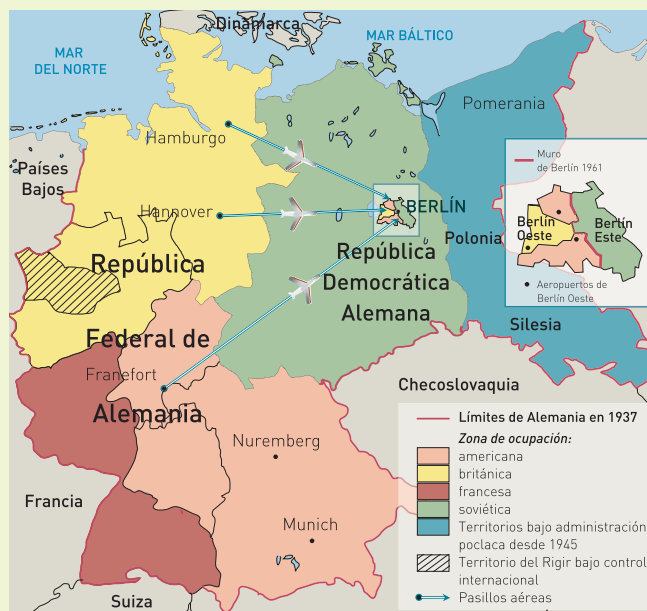 Dinamarca
MAR
DEL NORTE
MAR BÁLTICO
Pomerania
Hamburgo
Países
Bajos
Hannover
BERLÍN
Muro
de Berlín 1961
Berlín
Oeste
Berlín
Este
Aeropuertos de
Berlín Oeste
Polonia
República
Democrática
Alemana
República
Federal de
Alemania
Silesia
Franefort
Checoslovaquia
Nuremberg
Francia
Munich
Suiza
Límites de Alemania en 1937
Zona de ocupación:
americana
británica
francesa
soviética
Territorios bajo administración
poclaca desde 1945
Territorio del Rigir bajo control
internacional
Pasillos aéreas